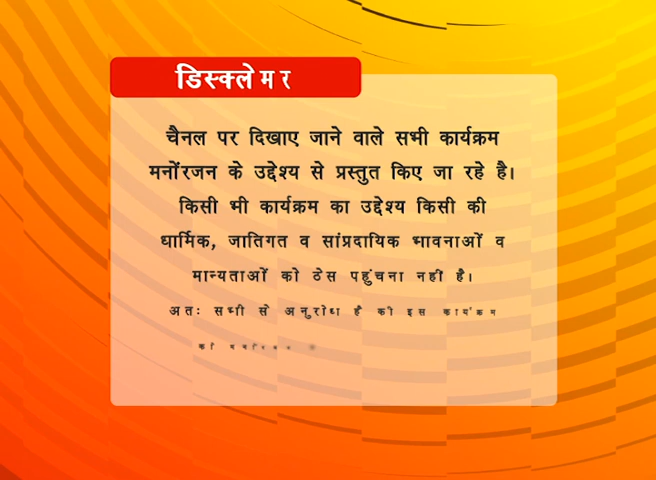 डिस्क्लेमर
चैनल पर दिखाए जाने वाले सभी कार्यक्रम
मनोंरजन के उद्देश्य से प्रस्तुत किए जा रहे है।
किसी भी कार्यक्रम का उद्देश्य किसी की
धार्मिक, जातिगत व सांप्रदायिक भावनाओं व
मान्यताओं को ठेस पहुंचना नहीं है।
अतः सभी से अनुरोध है की इस कार्यक्रम